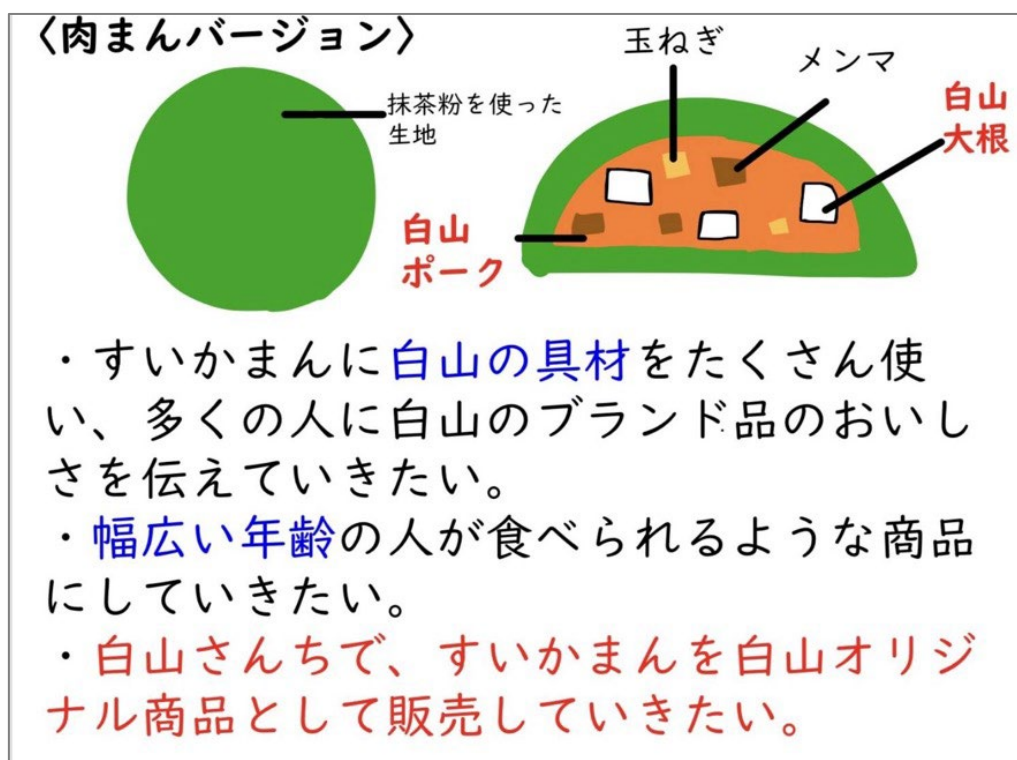 〈肉まんバージョン〉
玉ねぎ
メンマ
抹茶粉を使った
生地
白山
大根
白山
ポーク
・すいかまんに白山の具材をたくさん使
い、多くの人に白山のブランド品のおいし
さを伝えていきたい。
・幅広い年齢の人が食べられるような商品
にしていきたい。
・白山さんちで、すいかまんを白山オリジ
ナル商品として販売していきたい。